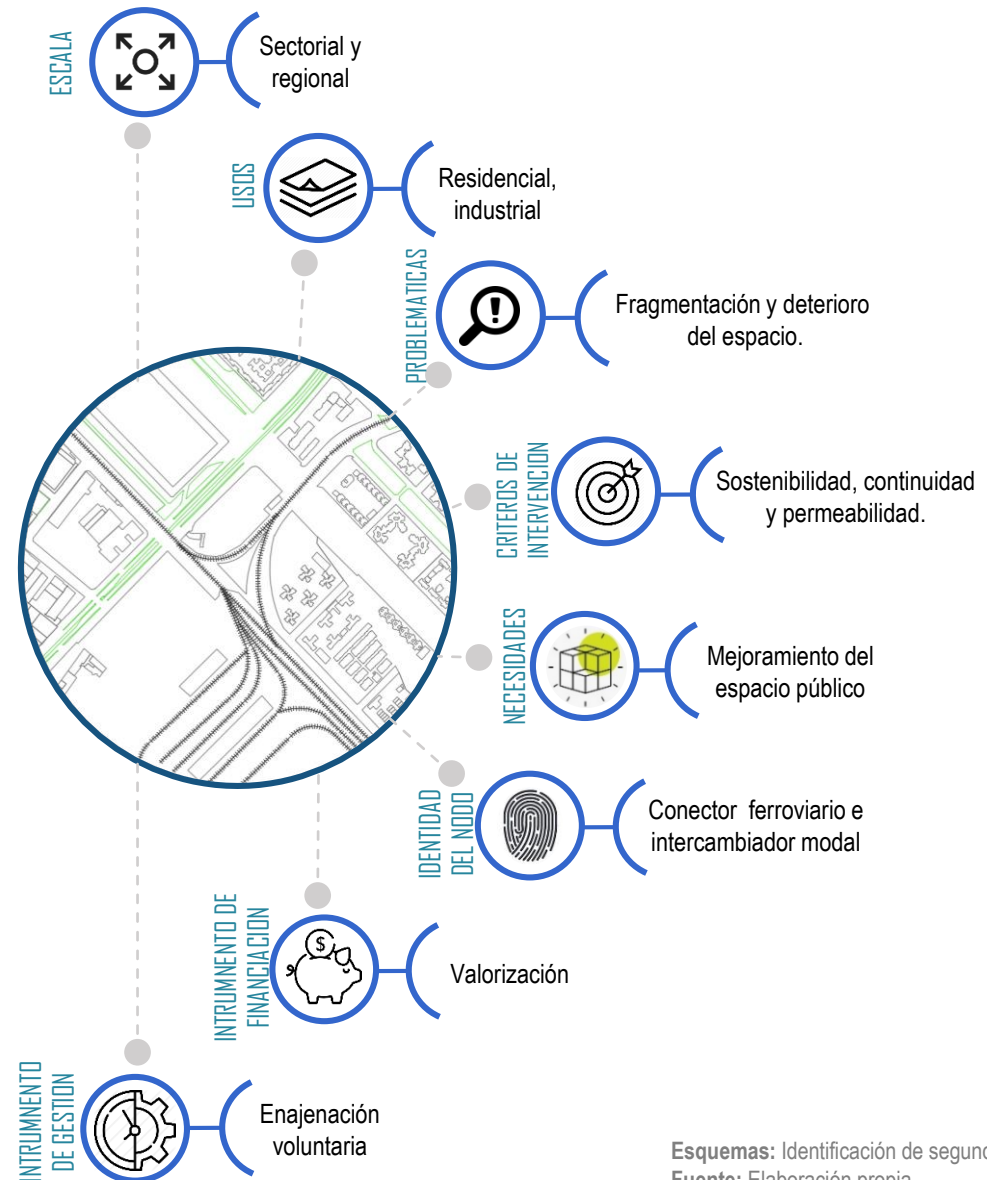 ESCALA
Sectorial y
regional
USOS
Residencial,
industrial
PROBLEMATICAS
Fragmentación y deterioro
del espacio.
CRITEROS DE
INTERVENCION
Sostenibilidad, continuidad
y permeabilidad.
NECESIDADES
Mejoramiento del
espacio público
IDENTIDAD
DEL NODO
Conector ferroviario e
intercambiador modal
INTRUMNENTO DE
FINANCIACION
$
Valorización
INTRUMNENTO
DE GESTION
Enajenación
voluntaria
Esquemas: Identificación de segund
Fuente: Elaboración propia